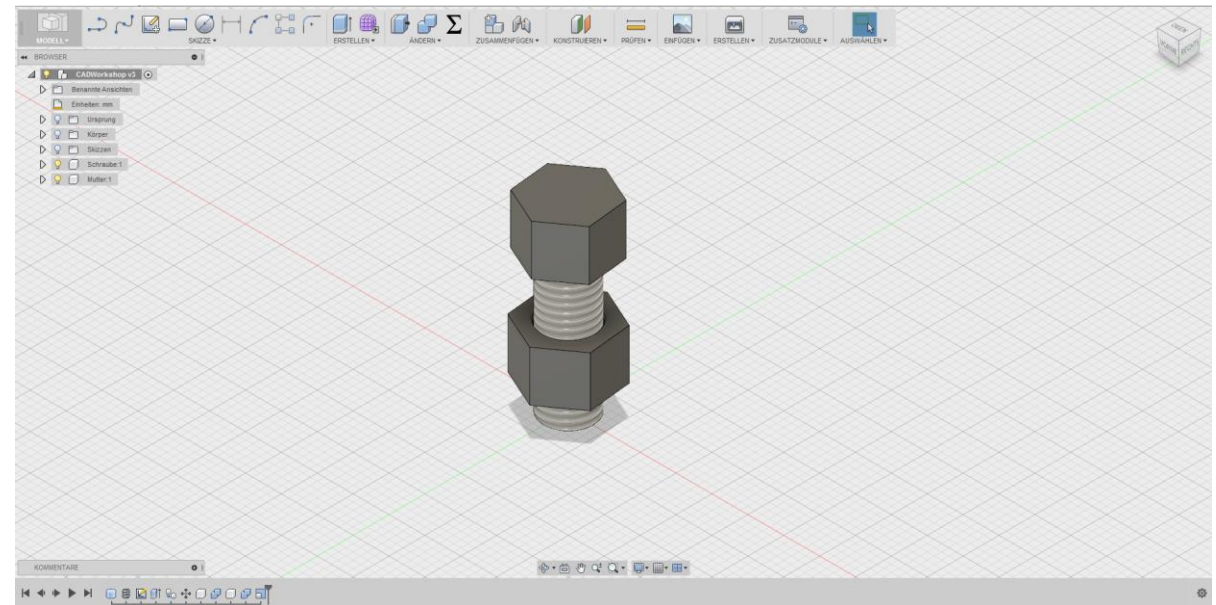 MODELL
SKIZZE
ERSTELLEN
ÄNDERN
ZUSAMMENFÜGEN
KONSTRUIEREN
PRÜFEN
EINFÜGEN
ERSTELLEN
ZUSATZMODULE
AUSWÄHLEN
BROWSER
CADWorkshop v3
Benannte Ansichten
Einheiten: mm
Ursprung
Körper
Skizzen
Schraube:1
Mutter:1
KOMMENTARE